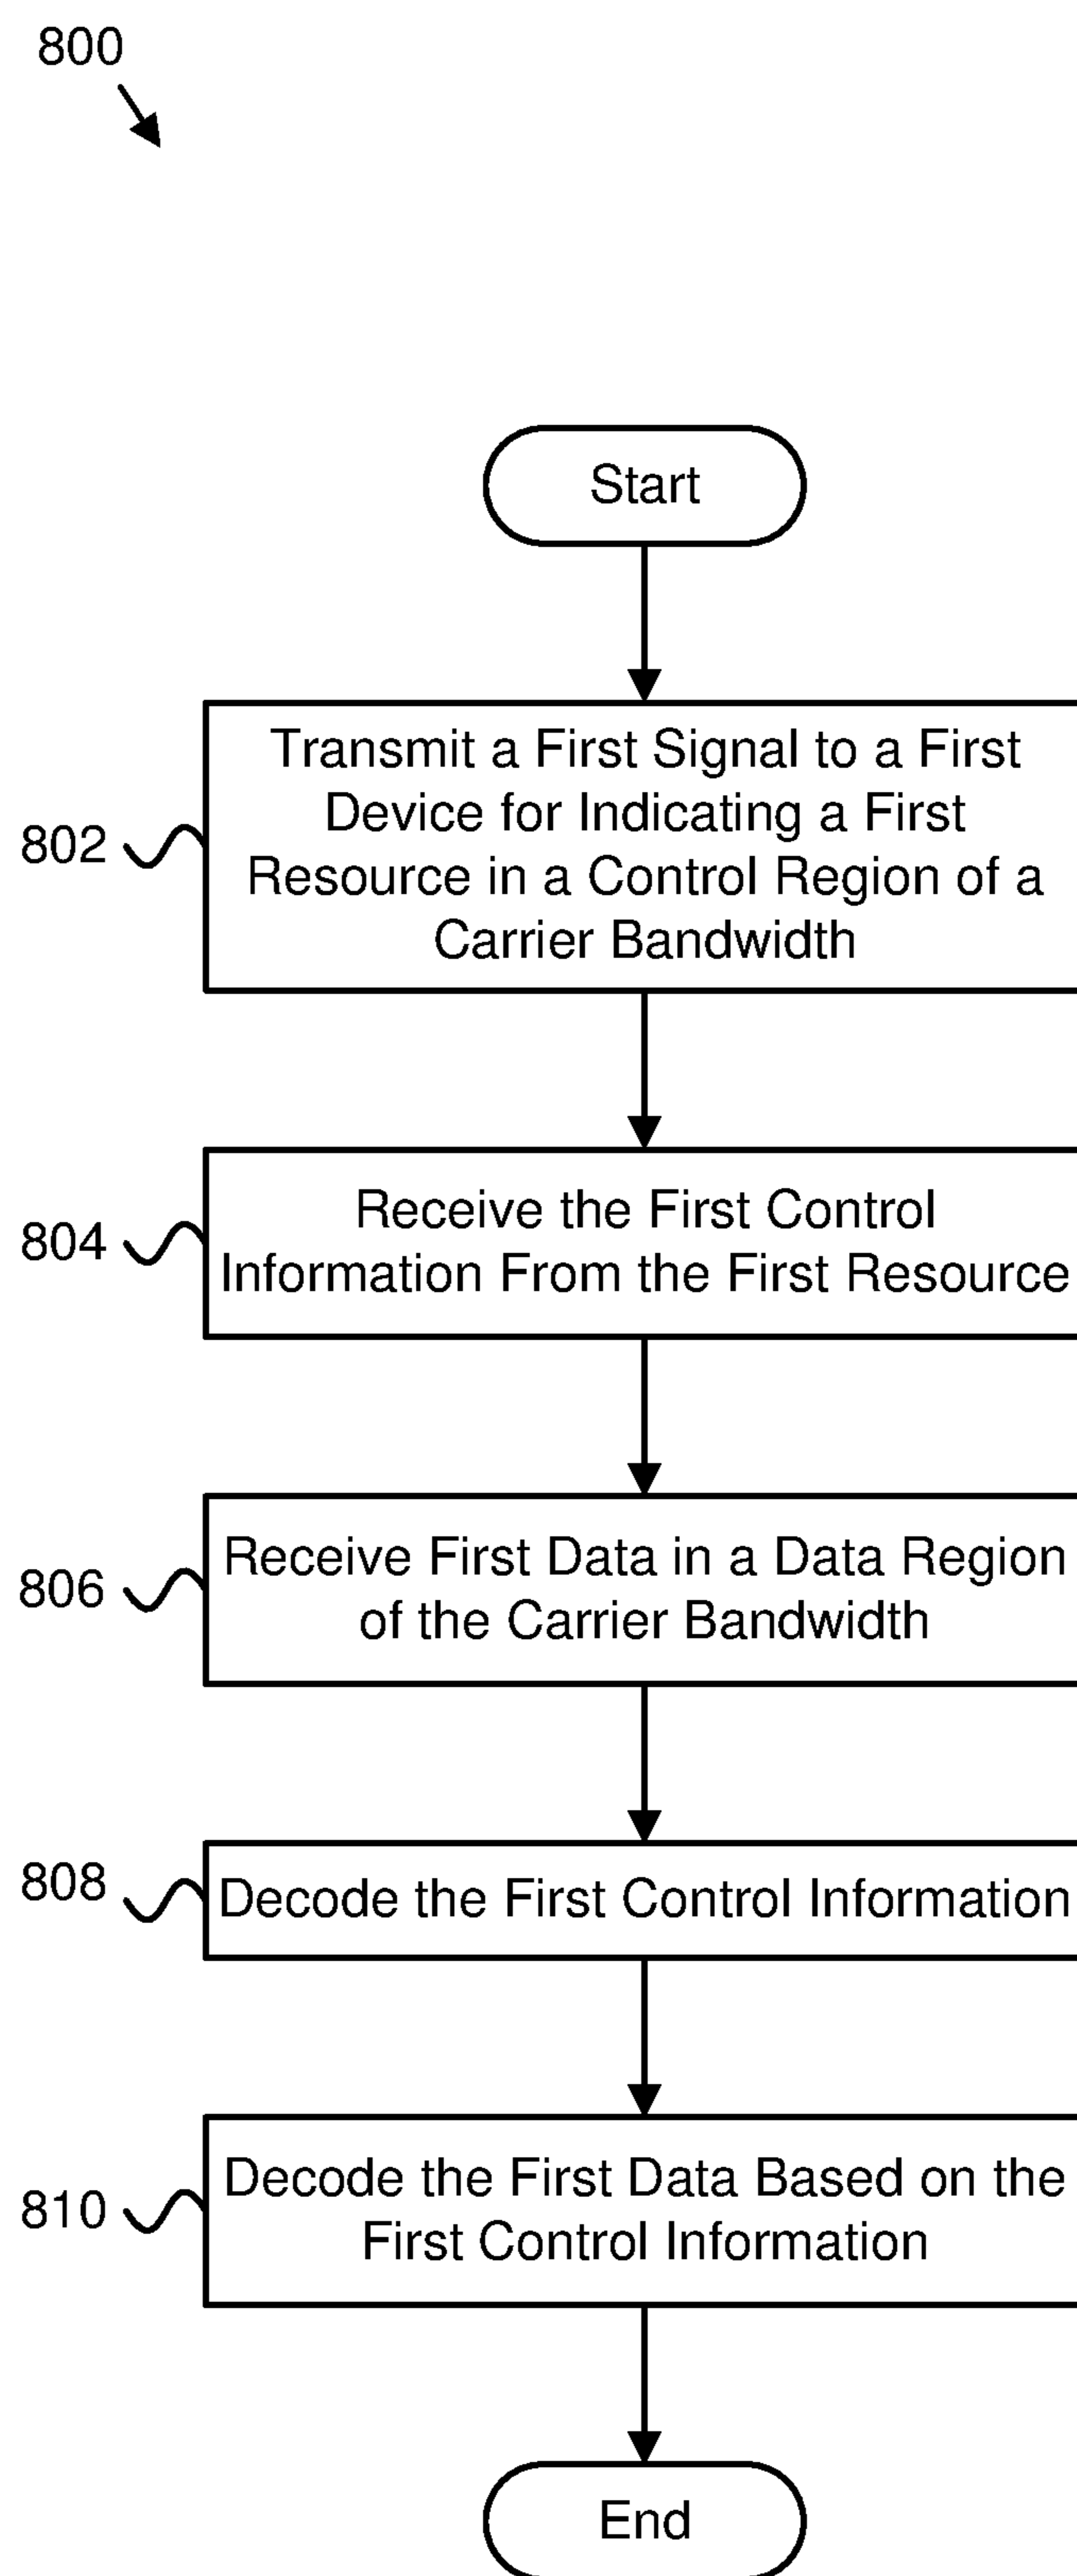 800
Start
802
Transmit a First Signal to a First
Device for Indicating a First
Resource in a Control Region of a
Carrier Bandwidth
804
Receive the First Control
Information From the First Resource
806
Receive First Data in a Data Region
of the Carrier Bandwidth
808
Decode the First Control Information
810
Decode the First Data Based on the
First Control Information
End